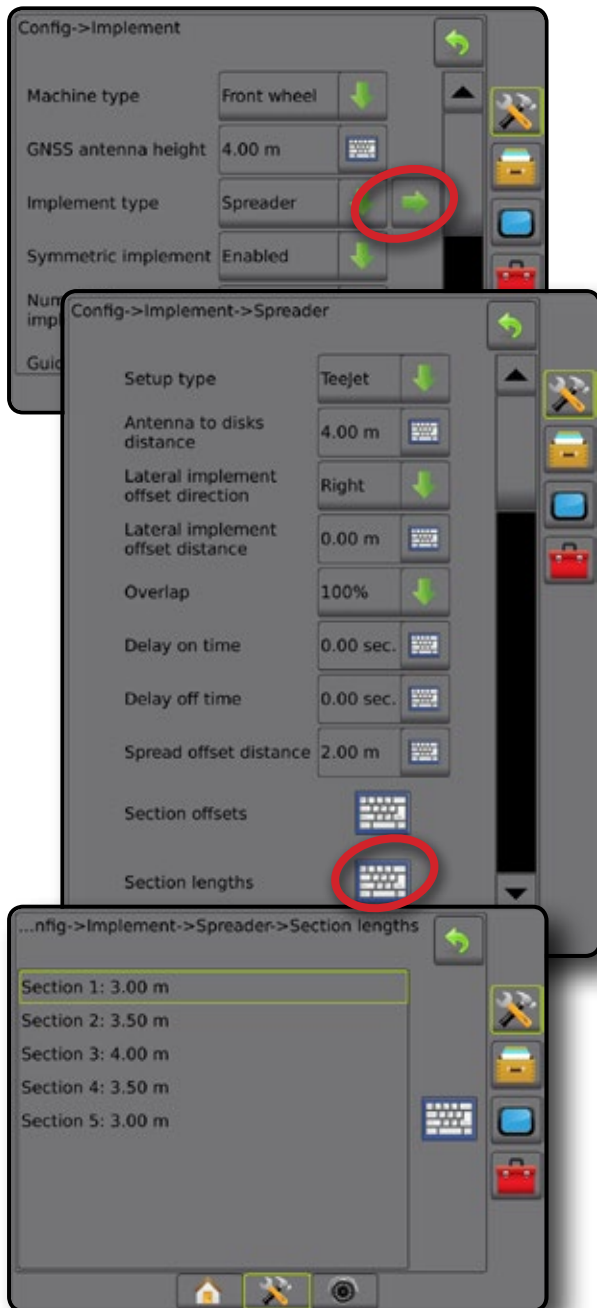 Config->Implement
Machine type Front wheel
GNSS antenna height 4.00 m
Implement type Spreader
Symmetric implement Enabled
Num
impl
Guid
Config->Implement->Spreader
Setup type TeeJet
Antenna to disks
distance 4.00 m
Lateral implement
offset direction Right
Lateral implement
offset distance 0.00 m
Overlap 100%
Delay on time 0.00 sec.
Delay off time 0.00 sec.
Spread offset distance 2.00 m
Section offsets
Section lengths
...nfig->Implement->Spreader->Section lengths
Section 1: 3.00 m
Section 2: 3.50 m
Section 3: 4.00 m
Section 4: 3.50 m
Section 5: 3.00 m